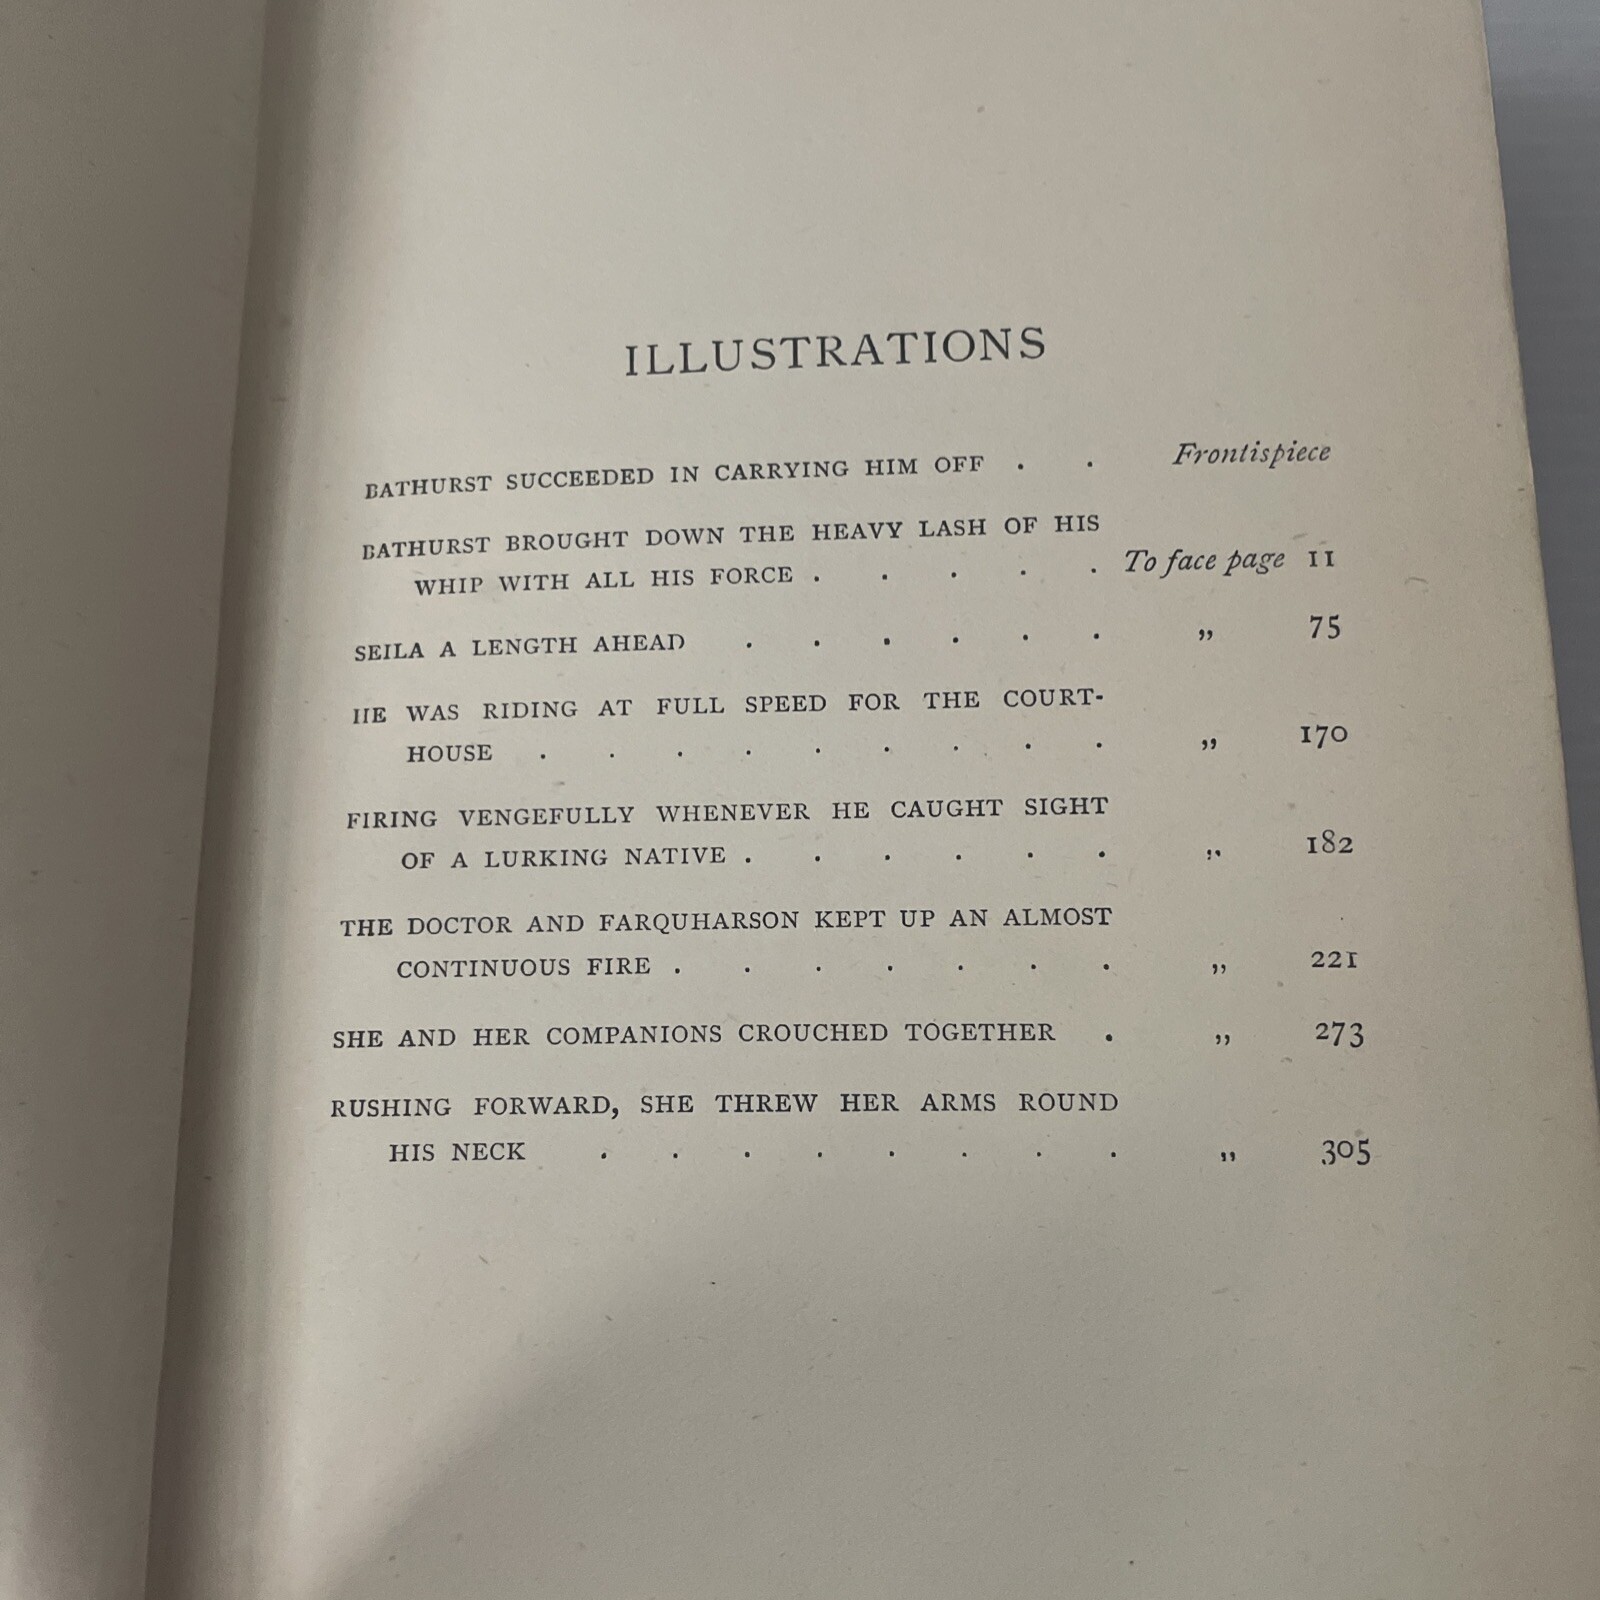 ILLUSTRATIONS
BATHURST SUCCEEDED IN CARRYING HIM OFF . . Frontispiece
BATHURST BROUGHT DOWN THE HEAVY LASH OF HIS
WHIP WITH ALL HIS FORCE . . . . . To face page 11
SEILA A LENGTH AHEAD . . . . . . „ 75
HE WAS RIDING AT FULL SPEED FOR THE COURT-
HOUSE . . . . . . . . . „ 170
FIRING VENGEFULLY WHENEVER HE CAUGHT SIGHT
OF A LURKING NATIVE . . . . . . „ 182
THE DOCTOR AND FARQUHARSON KEPT UP AN ALMOST
CONTINUOUS FIRE . . . . . . . „ 221
SHE AND HER COMPANIONS CROUCHED TOGETHER . „ 273
RUSHING FORWARD, SHE THREW HER ARMS ROUND
HIS NECK . . . . . . . . „ 305